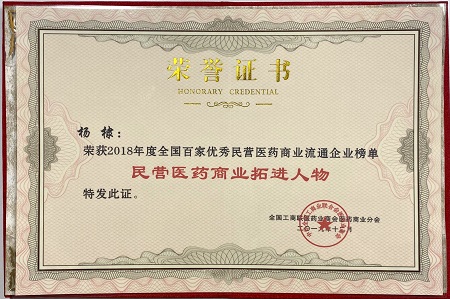 荣誉证书
HONORARY CREDENTIAL
杨棣：
荣获2018年度全国百家优秀民营医药商业流通企业榜单
民营医药商业拓进人物
特发此证。
全国工商联医药业商会医药商业分会
二〇一九年十二月